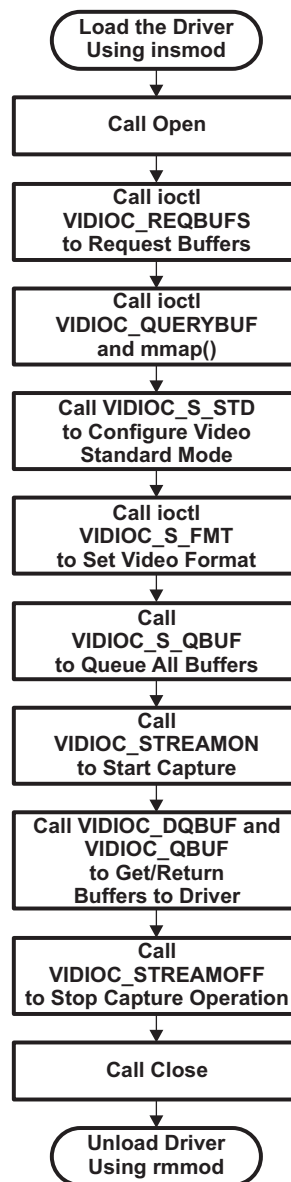 Load the Driver
Using insmod
Call Open
Call ioctl
VIDIOC_REQBUFS
to Request Buffers
Call ioctl
VIDIOC_QUERYBUF
and mmap()
Call VIDIOC_S_STD
to Configure Video
Standard Mode
Call ioctl
VIDIOC_S_FMT
to Set Video Format
Call
VIDIOC_S_QBUF
to Queue All Buffers
Call
VIDIOC_STREAMON
to Start Capture
Call VIDIOC_DQBUF and
VIDIOC_QBUF
to Get/Return
Buffers to Driver
Call
VIDIOC_STREAMOFF
to Stop Capture Operation
Call Close
Unload Driver
Using rmmod